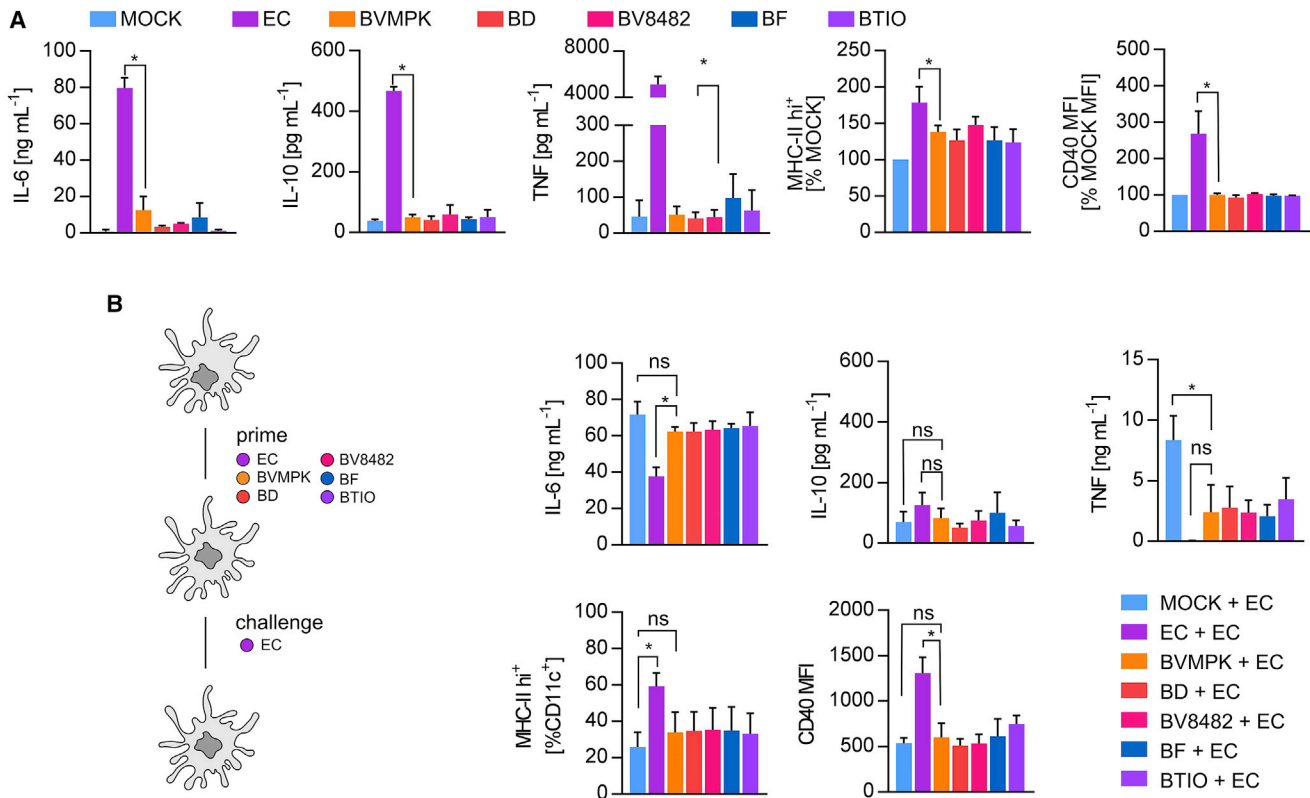 A
MOCK EC BVMPK BD BV8482 BF BTIO
IL-6 [ng mL⁻¹]
100
80
60
40
20
0
*
IL-10 [pg mL⁻¹]
600
400
200
0
*
TNF [pg mL⁻¹]
8000
4000
300
200
100
0
*
MHC-II hi⁺
[% MOCK]
250
200
150
100
50
0
*
CD40 MFI
[% MOCK MFI]
500
400
300
200
100
0
*
B
prime
EC BV8482
BVMPK BF
BD BTIO
challenge
EC
IL-6 [ng mL⁻¹]
100
80
60
40
20
0
ns
*
IL-10 [pg mL⁻¹]
600
400
200
0
ns
ns
TNF [ng mL⁻¹]
15
10
5
0
*
ns
MHC-II hi⁺
[%CD11c⁺]
100
80
60
40
20
0
ns
*
CD40 MFI
2000
1500
1000
500
0
ns
*
MOCK + EC
EC + EC
BVMPK + EC
BD + EC
BV8482 + EC
BF + EC
BTIO + EC